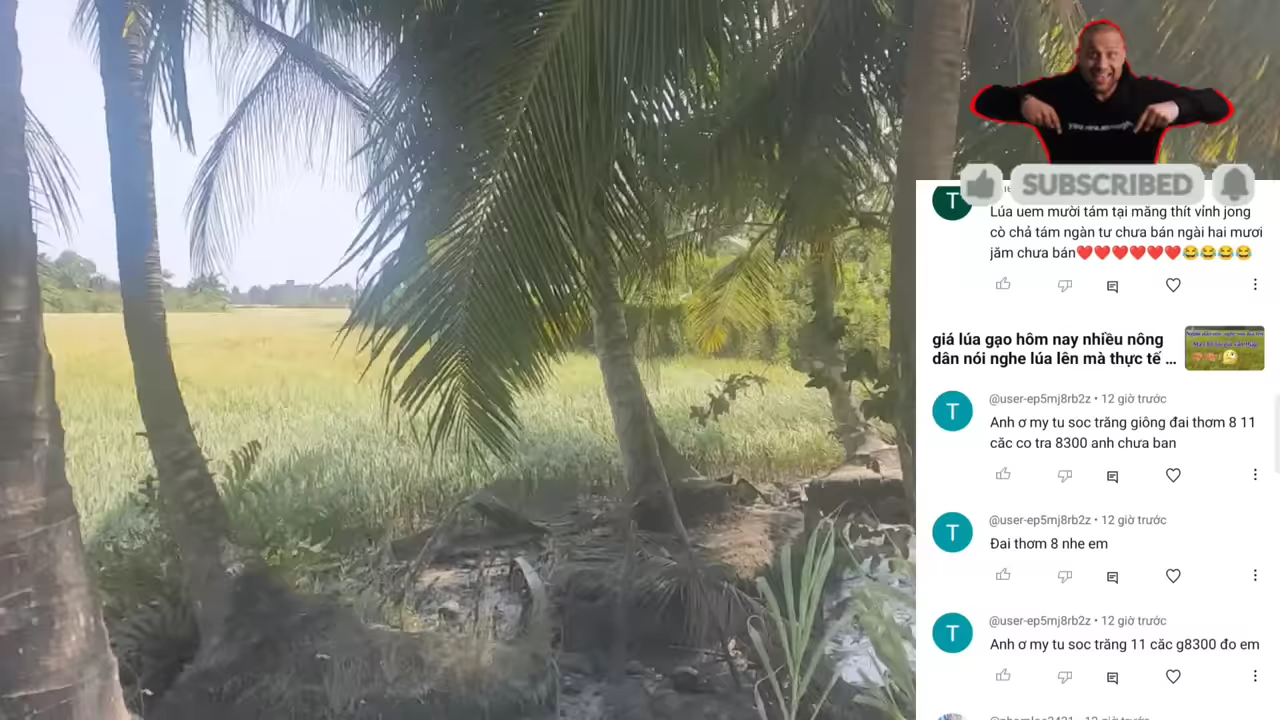 SUBSCRIBED
T
Lúa uem mười tám tại măng thít vỉnh jong
cò chả tám ngàn tư chưa bán ngài hai mươi
jăm chưa bán❤️❤️❤️❤️❤️❤️😂😂😂😂
giá lúa gạo hôm nay nhiều nông
dân nói nghe lúa lên mà thực tế ...
@user-ep5mj8rb2z • 12 giờ trước
T
Anh ơ my tu soc trăng giông đai thơm 8 11
các co tra 8300 anh chưa ban
@user-ep5mj8rb2z • 12 giờ trước
T
Đai thơm 8 nhe em
@user-ep5mj8rb2z • 12 giờ trước
T
Anh ơ my tu soc trăng 11 các g8300 đo em